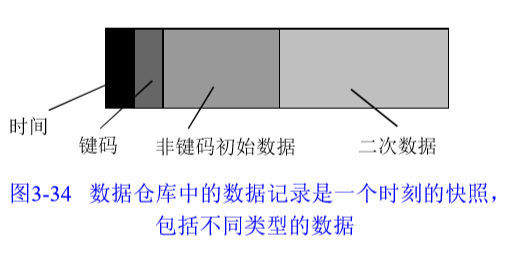 时间
键码
非键码初始数据
二次数据
图3-34 数据仓库中的数据记录是一个时刻的快照，
包括不同类型的数据